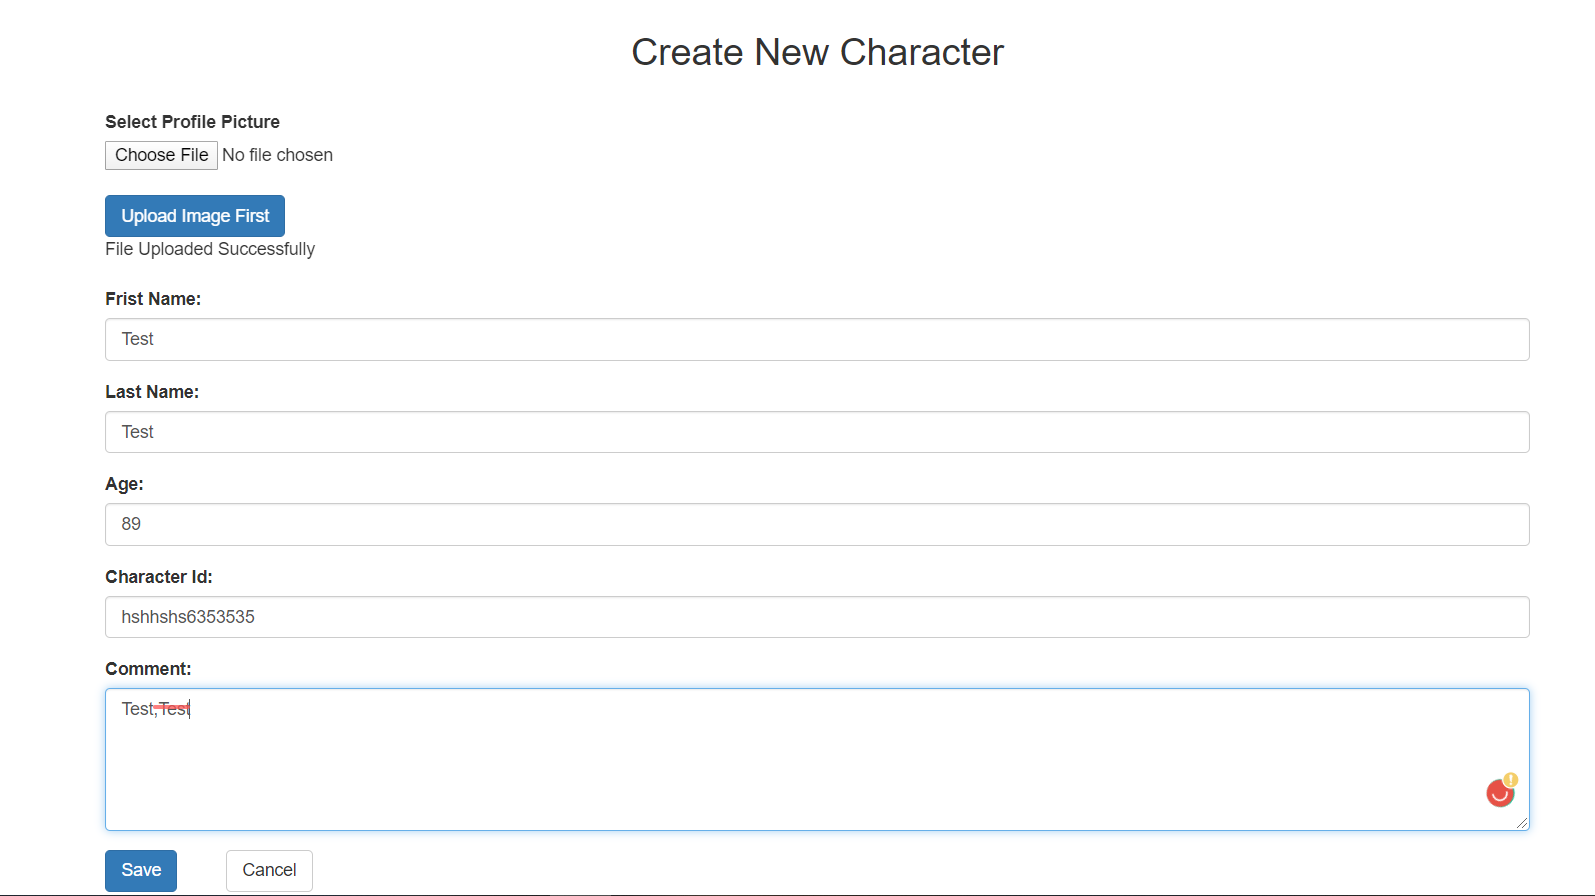 Create New Character
Select Profile Picture
Choose File No file chosen
Upload Image First
File Uploaded Successfully
Frist Name:
Test
Last Name:
Test
Age:
89
Character Id:
hshhshs6353535
Comment:
Test,Test
Save Cancel